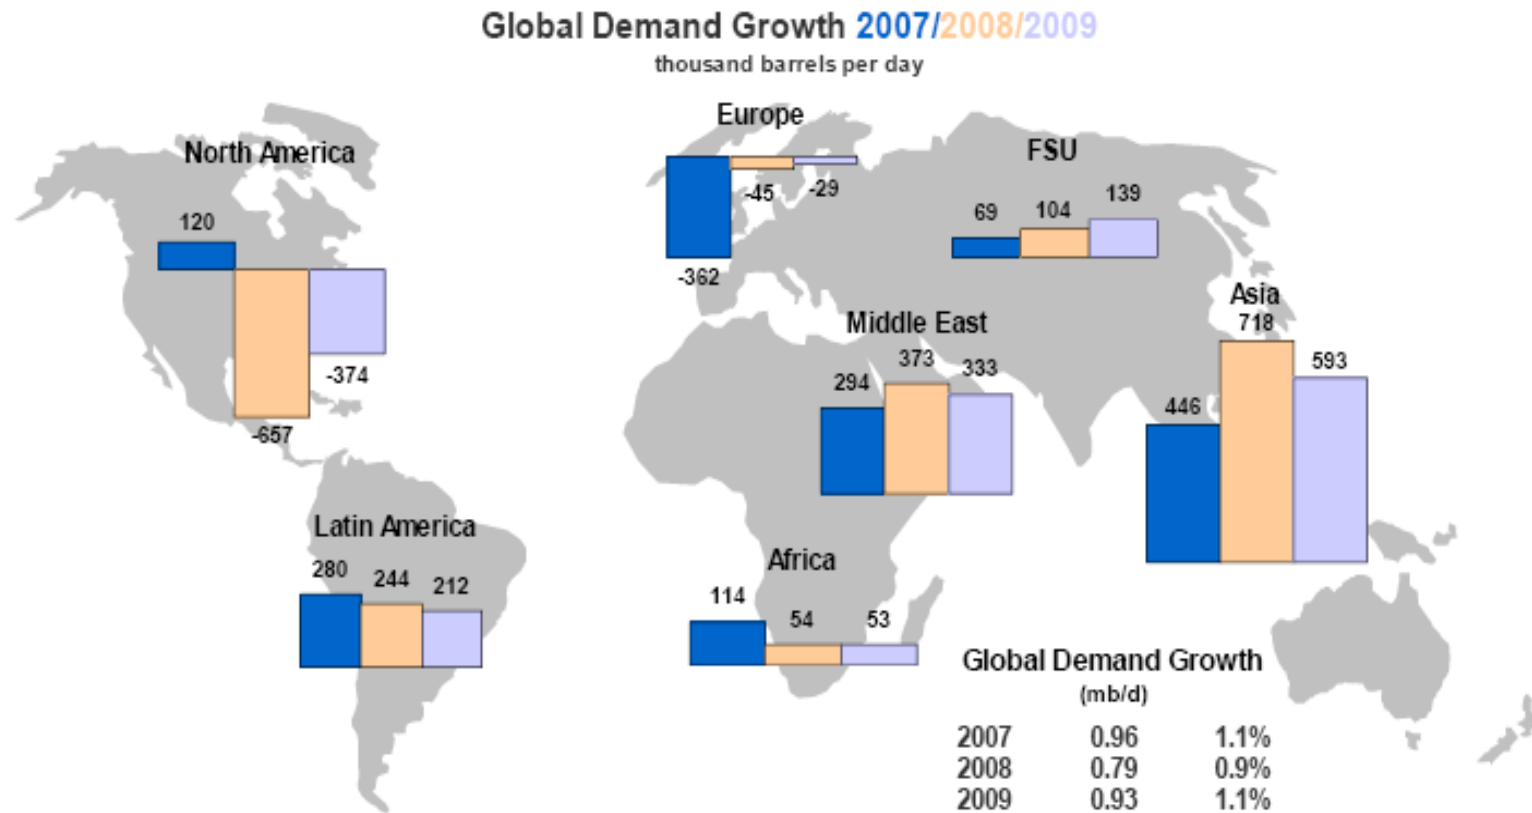 Global Demand Growth 2007/2008/2009
thousand barrels per day
North America
120
-657
-374
Europe
-362
-45
-29
FSU
69
104
139
Asia
446
718
593
Middle East
294
373
333
Latin America
280
244
212
Africa
114
54
53
Global Demand Growth
(mb/d)
2007 0.96 1.1%
2008 0.79 0.9%
2009 0.93 1.1%